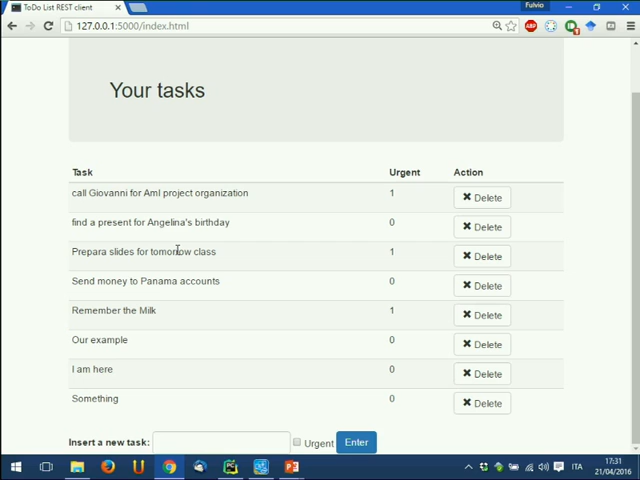 ToDo List REST client
Fulvio
127.0.0.1:5000/index.html
Your tasks
Task Urgent Action
call Giovanni for AmI project organization 1 Delete
find a present for Angelina's birthday 0 Delete
Prepara slides for tomorrow class 1 Delete
Send money to Panama accounts 0 Delete
Remember the Milk 1 Delete
Our example 0 Delete
I am here 0 Delete
Something 0 Delete
Insert a new task: Urgent Enter
ITA
17:31
21/04/2016